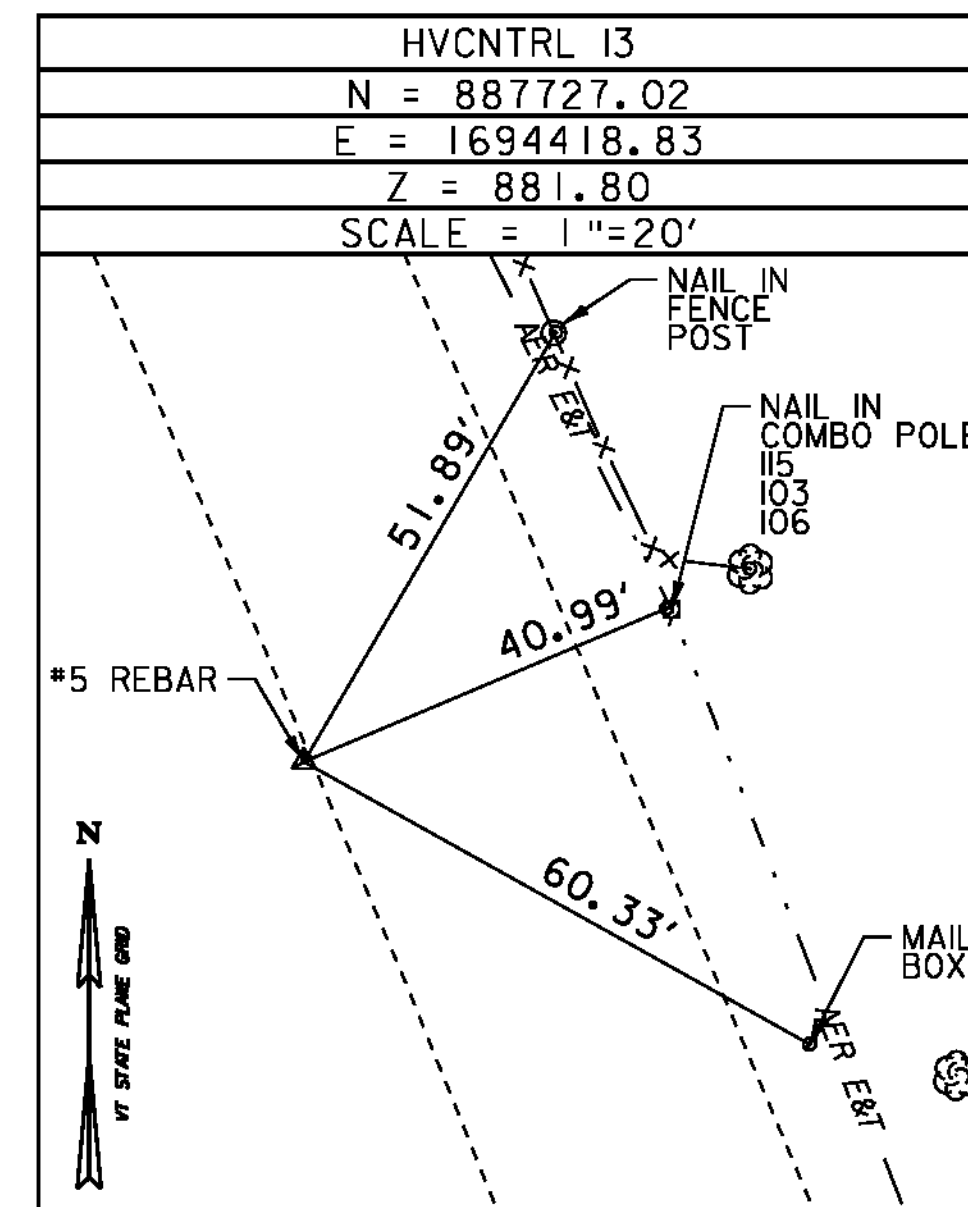 HVCNTRL 13
N = 887727.02
E = 1694418.83
Z = 881.80
SCALE = 1"=20'
NAIL IN
FENCE
POST
AER E&T
NAIL IN
COMBO POLE
115
103
106
51.89'
40.99'
#5 REBAR
60.33'
N
VT STATE PLANE GRID
MAIL
BOX
AER E&T